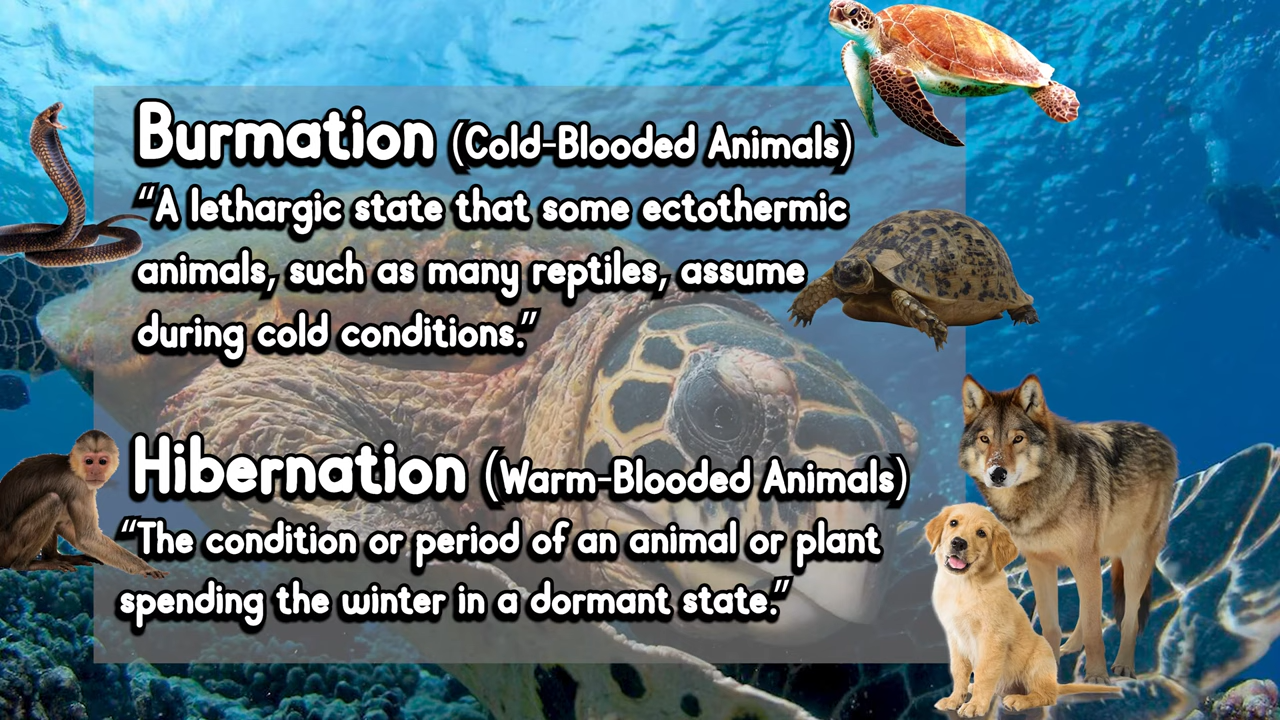 Burmation (Cold-Blooded Animals)
“A lethargic state that some ectothermic
animals, such as many reptiles, assume
during cold conditions.”
Hibernation (Warm-Blooded Animals)
“The condition or period of an animal or plant
spending the winter in a dormant state.”